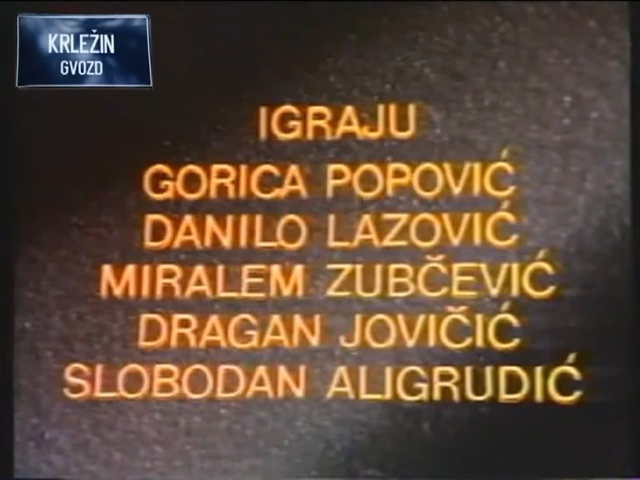 KRLEŽIN
GVOZD
IGRAJU
GORICA POPOVIĆ
DANILO LAZOVIĆ
MIRALEM ZUBČEVIĆ
DRAGAN JOVIČIĆ
SLOBODAN ALIGRUDIĆ